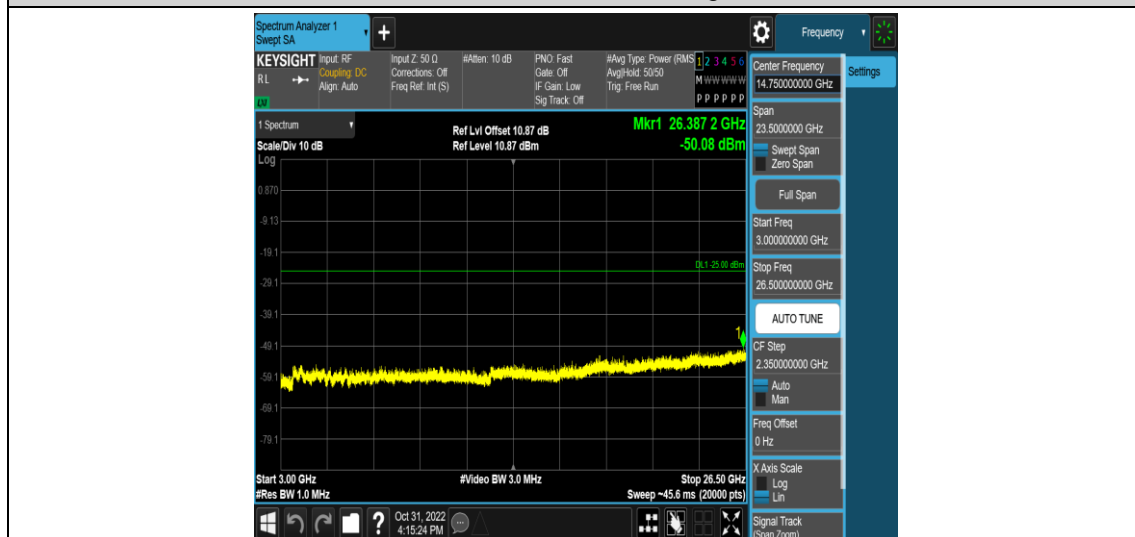 Spectrum Analyzer 1
Swept SA
Frequency
KEYSIGHT
RL
LXI
Input: RF
Coupling: DC
Align: Auto
Input Z: 50 Ω
Corrections: Off
Freq Ref: Int (S)
#Atten: 10 dB
PNO: Fast
Gate: Off
IF Gain: Low
Sig Track: Off
#Avg Type: Power (RMS
Avg|Hold: 50/50
Trig: Free Run
1 2 3 4 5 6
M W W W W W
P P P P P P
Center Frequency
14.750000000 GHz
Settings
Span
23.5000000 GHz
Swept Span
Zero Span
Full Span
Start Freq
3.000000000 GHz
Stop Freq
26.500000000 GHz
AUTO TUNE
CF Step
2.350000000 GHz
Auto
Man
Freq Offset
0 Hz
X Axis Scale
Log
Lin
Signal Track
(Span Zoom)
1 Spectrum
Scale/Div 10 dB
Log
Ref Lvl Offset 10.87 dB
Ref Level 10.87 dBm
Mkr1 26.387 2 GHz
-50.08 dBm
0.870
-9.13
-19.1
-29.1
-39.1
-49.1
-59.1
-69.1
-79.1
DL1 -25.00 dBm
1
Start 3.00 GHz
#Res BW 1.0 MHz
#Video BW 3.0 MHz
Stop 26.50 GHz
Sweep ~45.6 ms (20000 pts)
?
Oct 31, 2022
4:15:24 PM